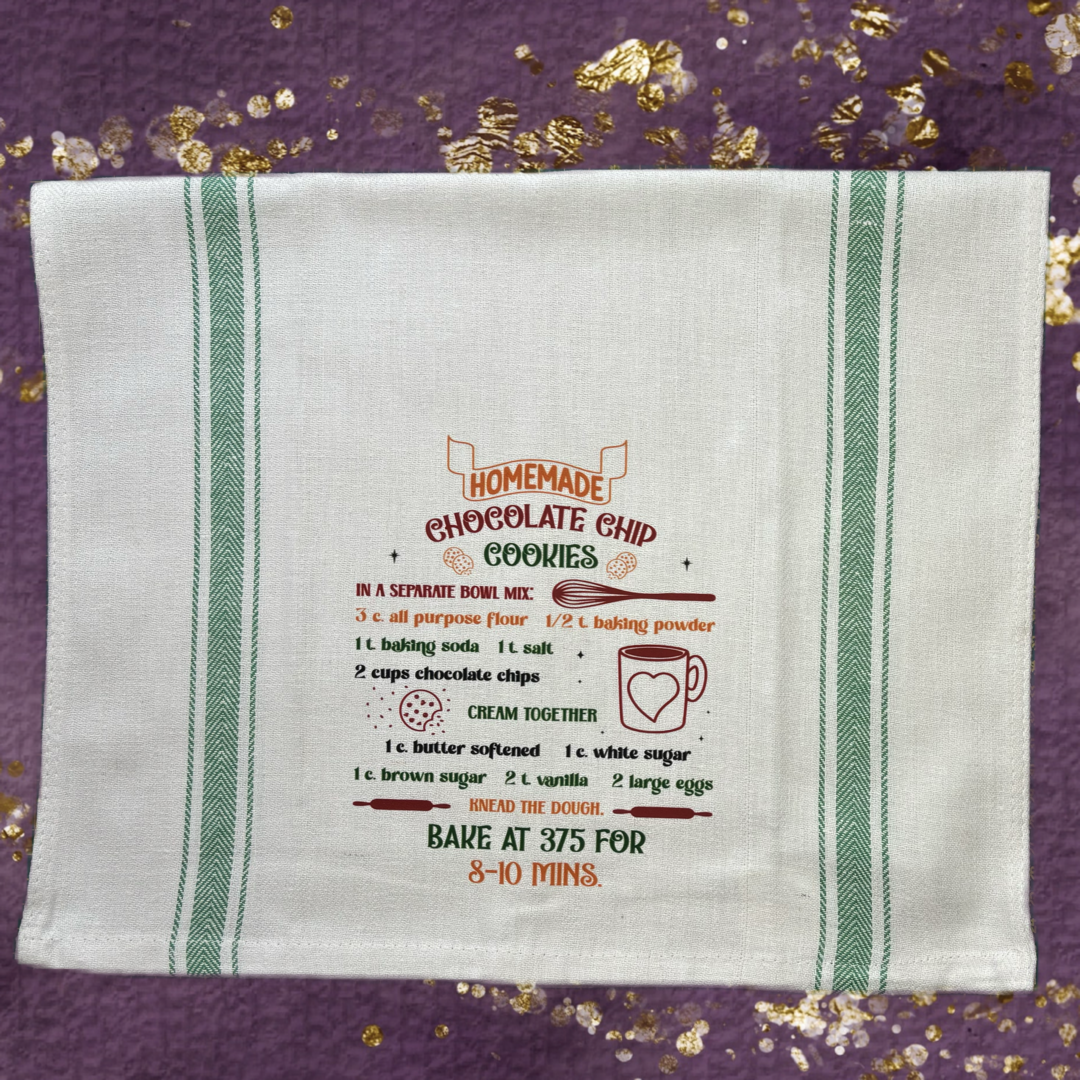 HOMEMADE
CHOCOLATE CHIP
COOKIES
IN A SEPARATE BOWL MIX:
3 c. all purpose flour 1/2 t. baking powder
1 t. baking soda 1 t. salt
2 cups chocolate chips
CREAM TOGETHER
1 c. butter softened 1 c. white sugar
1 c. brown sugar 2 t. vanilla 2 large eggs
KNEAD THE DOUGH.
BAKE AT 375 FOR
8-10 MINS.